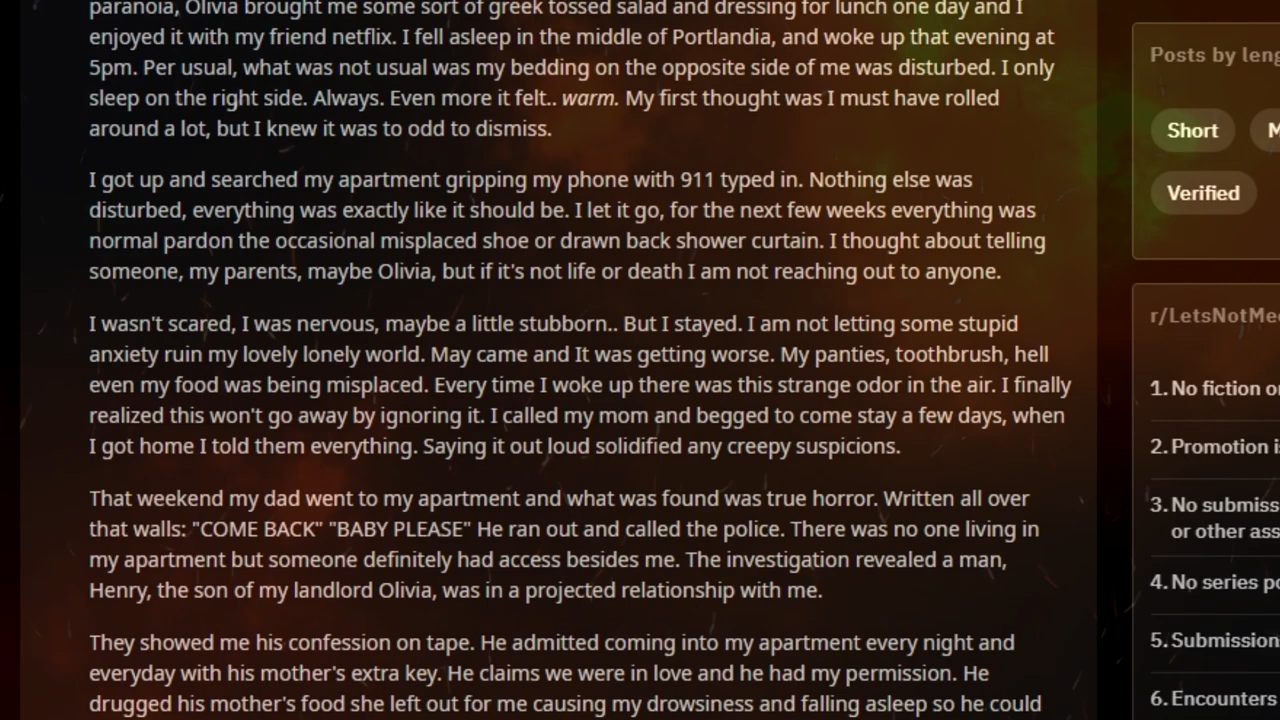 paranoia, Olivia brought me some sort of greek tossed salad and dressing for lunch one day and I
enjoyed it with my friend netflix. I fell asleep in the middle of Portlandia, and woke up that evening at
5pm. Per usual, what was not usual was my bedding on the opposite side of me was disturbed. I only
sleep on the right side. Always. Even more it felt.. warm. My first thought was I must have rolled
around a lot, but I knew it was to odd to dismiss.
I got up and searched my apartment gripping my phone with 911 typed in. Nothing else was
disturbed, everything was exactly like it should be. I let it go, for the next few weeks everything was
normal pardon the occasional misplaced shoe or drawn back shower curtain. I thought about telling
someone, my parents, maybe Olivia, but if it's not life or death I am not reaching out to anyone.
I wasn't scared, I was nervous, maybe a little stubborn.. But I stayed. I am not letting some stupid
anxiety ruin my lovely lonely world. May came and It was getting worse. My panties, toothbrush, hell
even my food was being misplaced. Every time I woke up there was this strange odor in the air. I finally
realized this won't go away by ignoring it. I called my mom and begged to come stay a few days, when
I got home I told them everything. Saying it out loud solidified any creepy suspicions.
That weekend my dad went to my apartment and what was found was true horror. Written all over
that walls: "COME BACK" "BABY PLEASE" He ran out and called the police. There was no one living in
my apartment but someone definitely had access besides me. The investigation revealed a man,
Henry, the son of my landlord Olivia, was in a projected relationship with me.
They showed me his confession on tape. He admitted coming into my apartment every night and
everyday with his mother's extra key. He claims we were in love and he had my permission. He
drugged his mother's food she left out for me causing my drowsiness and falling asleep so he could
Posts by leng
Short M
Verified
r/LetsNotMee
1. No fiction o
2. Promotion i
3. No submiss
or other ass
4. No series po
5. Submission
6. Encounters